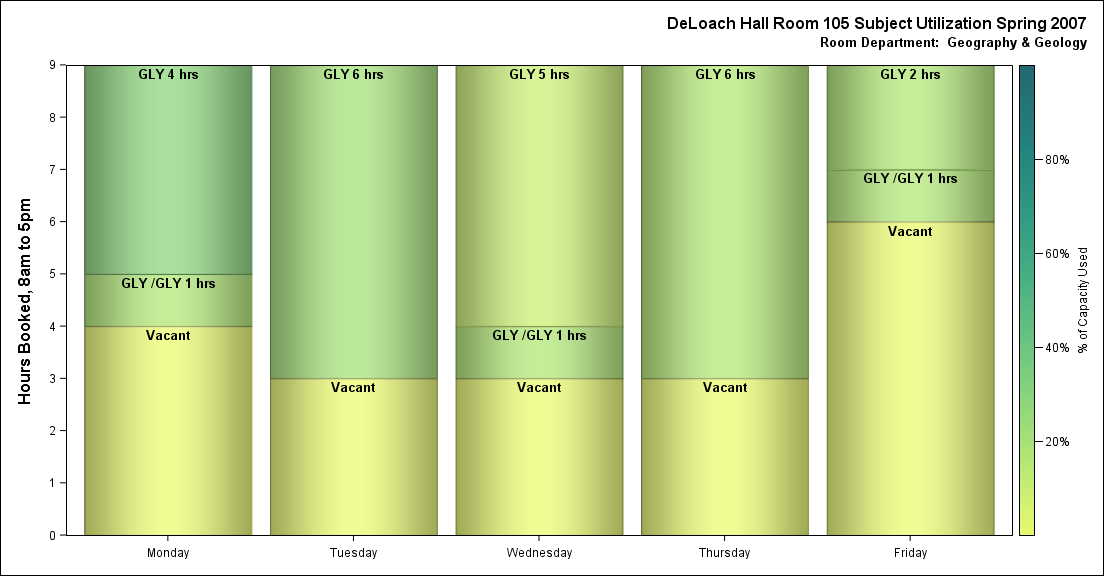 DeLoach Hall Room 105 Subject Utilization Spring 2007
Room Department:  Geography & Geology
Hours Booked, 8am to 5pm
9
8
7
6
5
4
3
2
1
0
GLY 4 hrs
GLY /GLY 1 hrs
Vacant
GLY 6 hrs
Vacant
GLY 5 hrs
GLY /GLY 1 hrs
Vacant
GLY 6 hrs
Vacant
GLY 2 hrs
GLY /GLY 1 hrs
Vacant
Monday
Tuesday
Wednesday
Thursday
Friday
80%
60%
40%
20%
% of Capacity Used